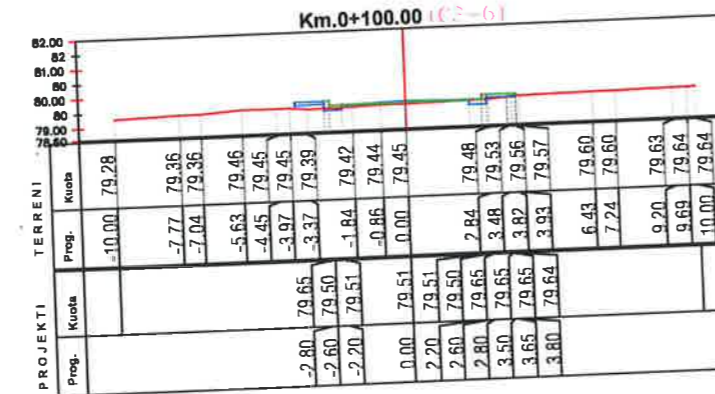 Km.0+100.00 (C3-6)
82.00
82
81.00
80
80.00
80
79.00
78.50
TERRENI
Kuota
79.28 79.36 79.36 79.46 79.45 79.45 79.39 79.42 79.44 79.45 79.48 79.53 79.56 79.57 79.60 79.60 79.63 79.64 79.64
Prog.
-10.00 -7.77 -7.04 -5.63 -4.45 -3.97 -3.37 -1.84 -0.86 0.00 2.84 3.48 3.82 3.93 6.43 7.24 9.20 9.69 10.00
PROJEKTI
Kuota
79.65 79.50 79.51 79.51 79.51 79.50 79.65 79.65 79.65 79.64
Prog.
-2.80 -2.60 -2.20 0.00 2.20 2.60 2.80 3.50 3.65 3.80